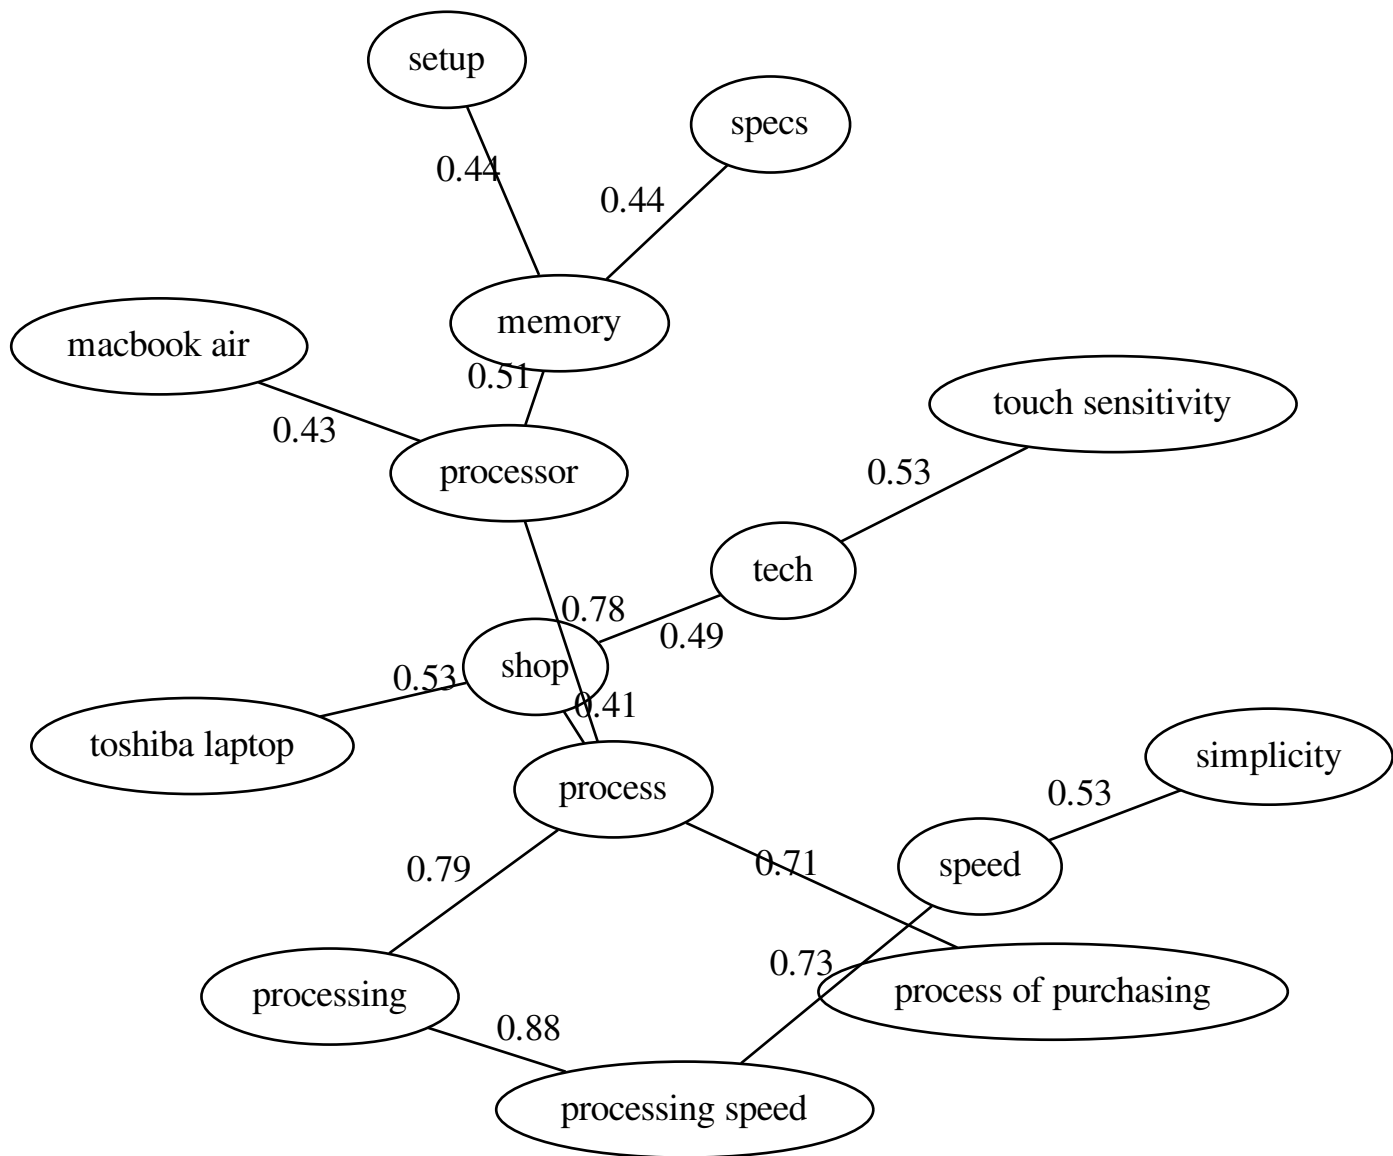 setup
specs
0.44
0.44
memory
macbook air
0.51
touch sensitivity
0.43
processor
0.53
tech
0.78
0.49
shop
0.53
0.41
toshiba laptop
simplicity
process
0.53
0.79
0.71
speed
0.73
processing
process of purchasing
0.88
processing speed